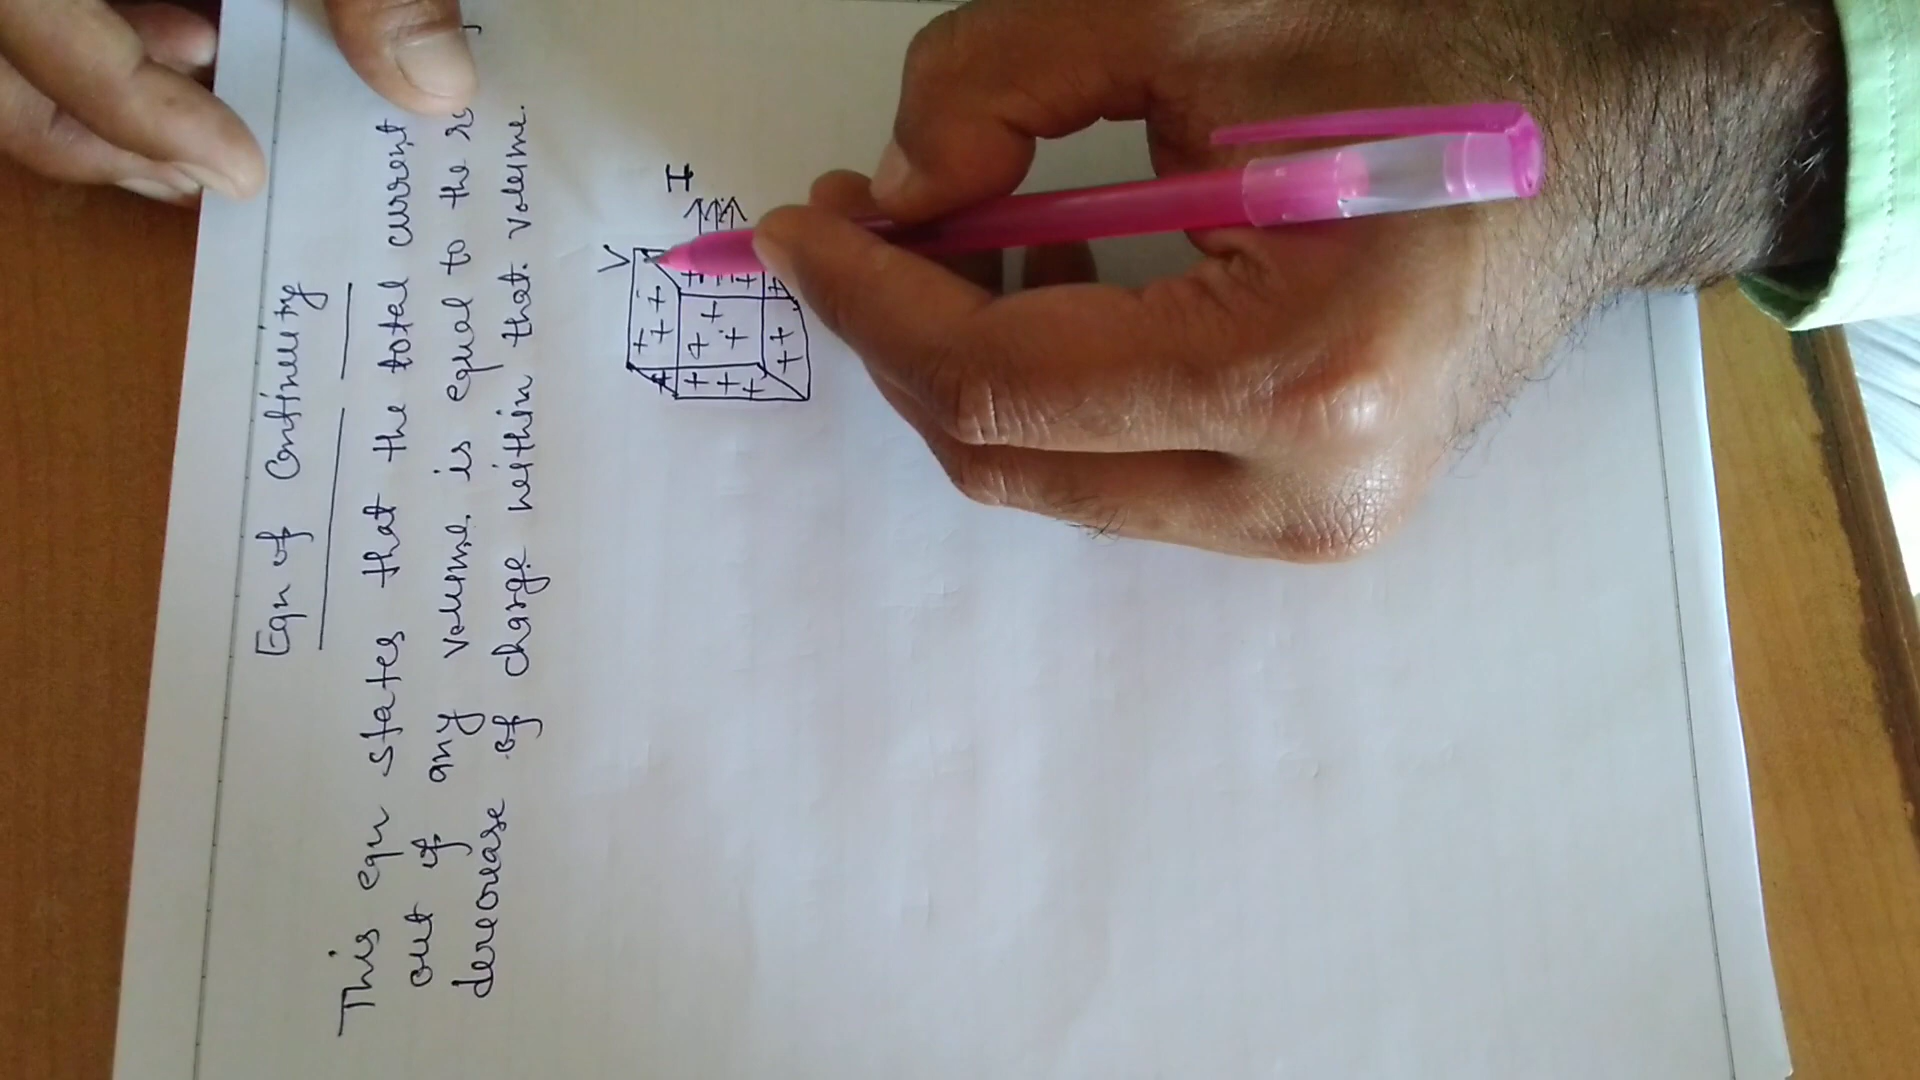 Eqn of Continuity
This eqn states that the total current
out of any volume is equal to the
decrease of charge within that volume.
V
I